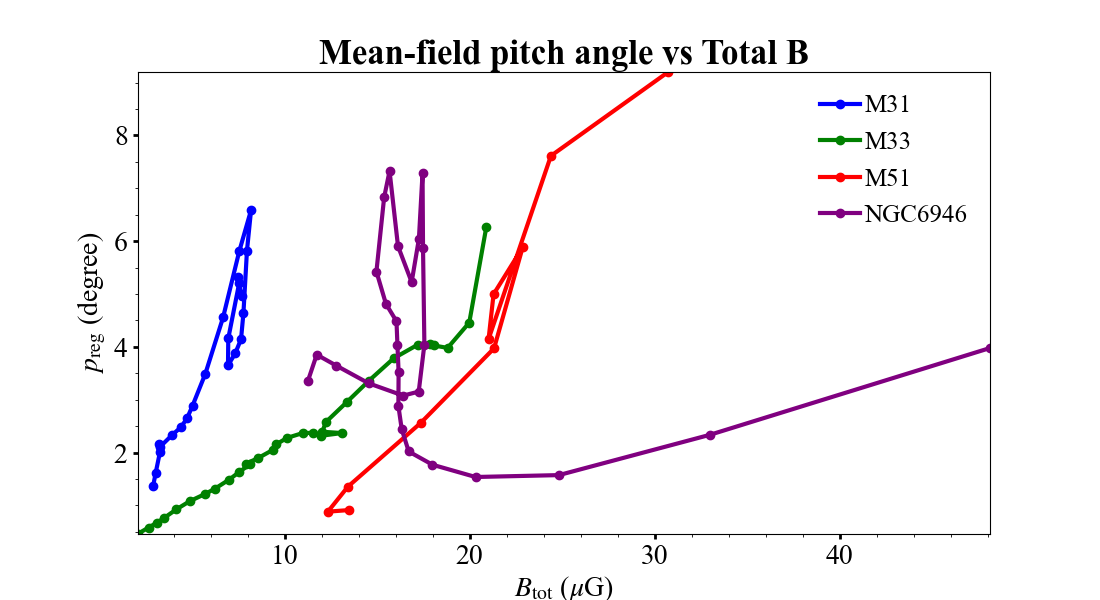 Mean-field pitch angle vs Total B
M31
M33
M51
NGC6946
8
6
4
2
p_reg (degree)
10 20 30 40
B_tot (μG)